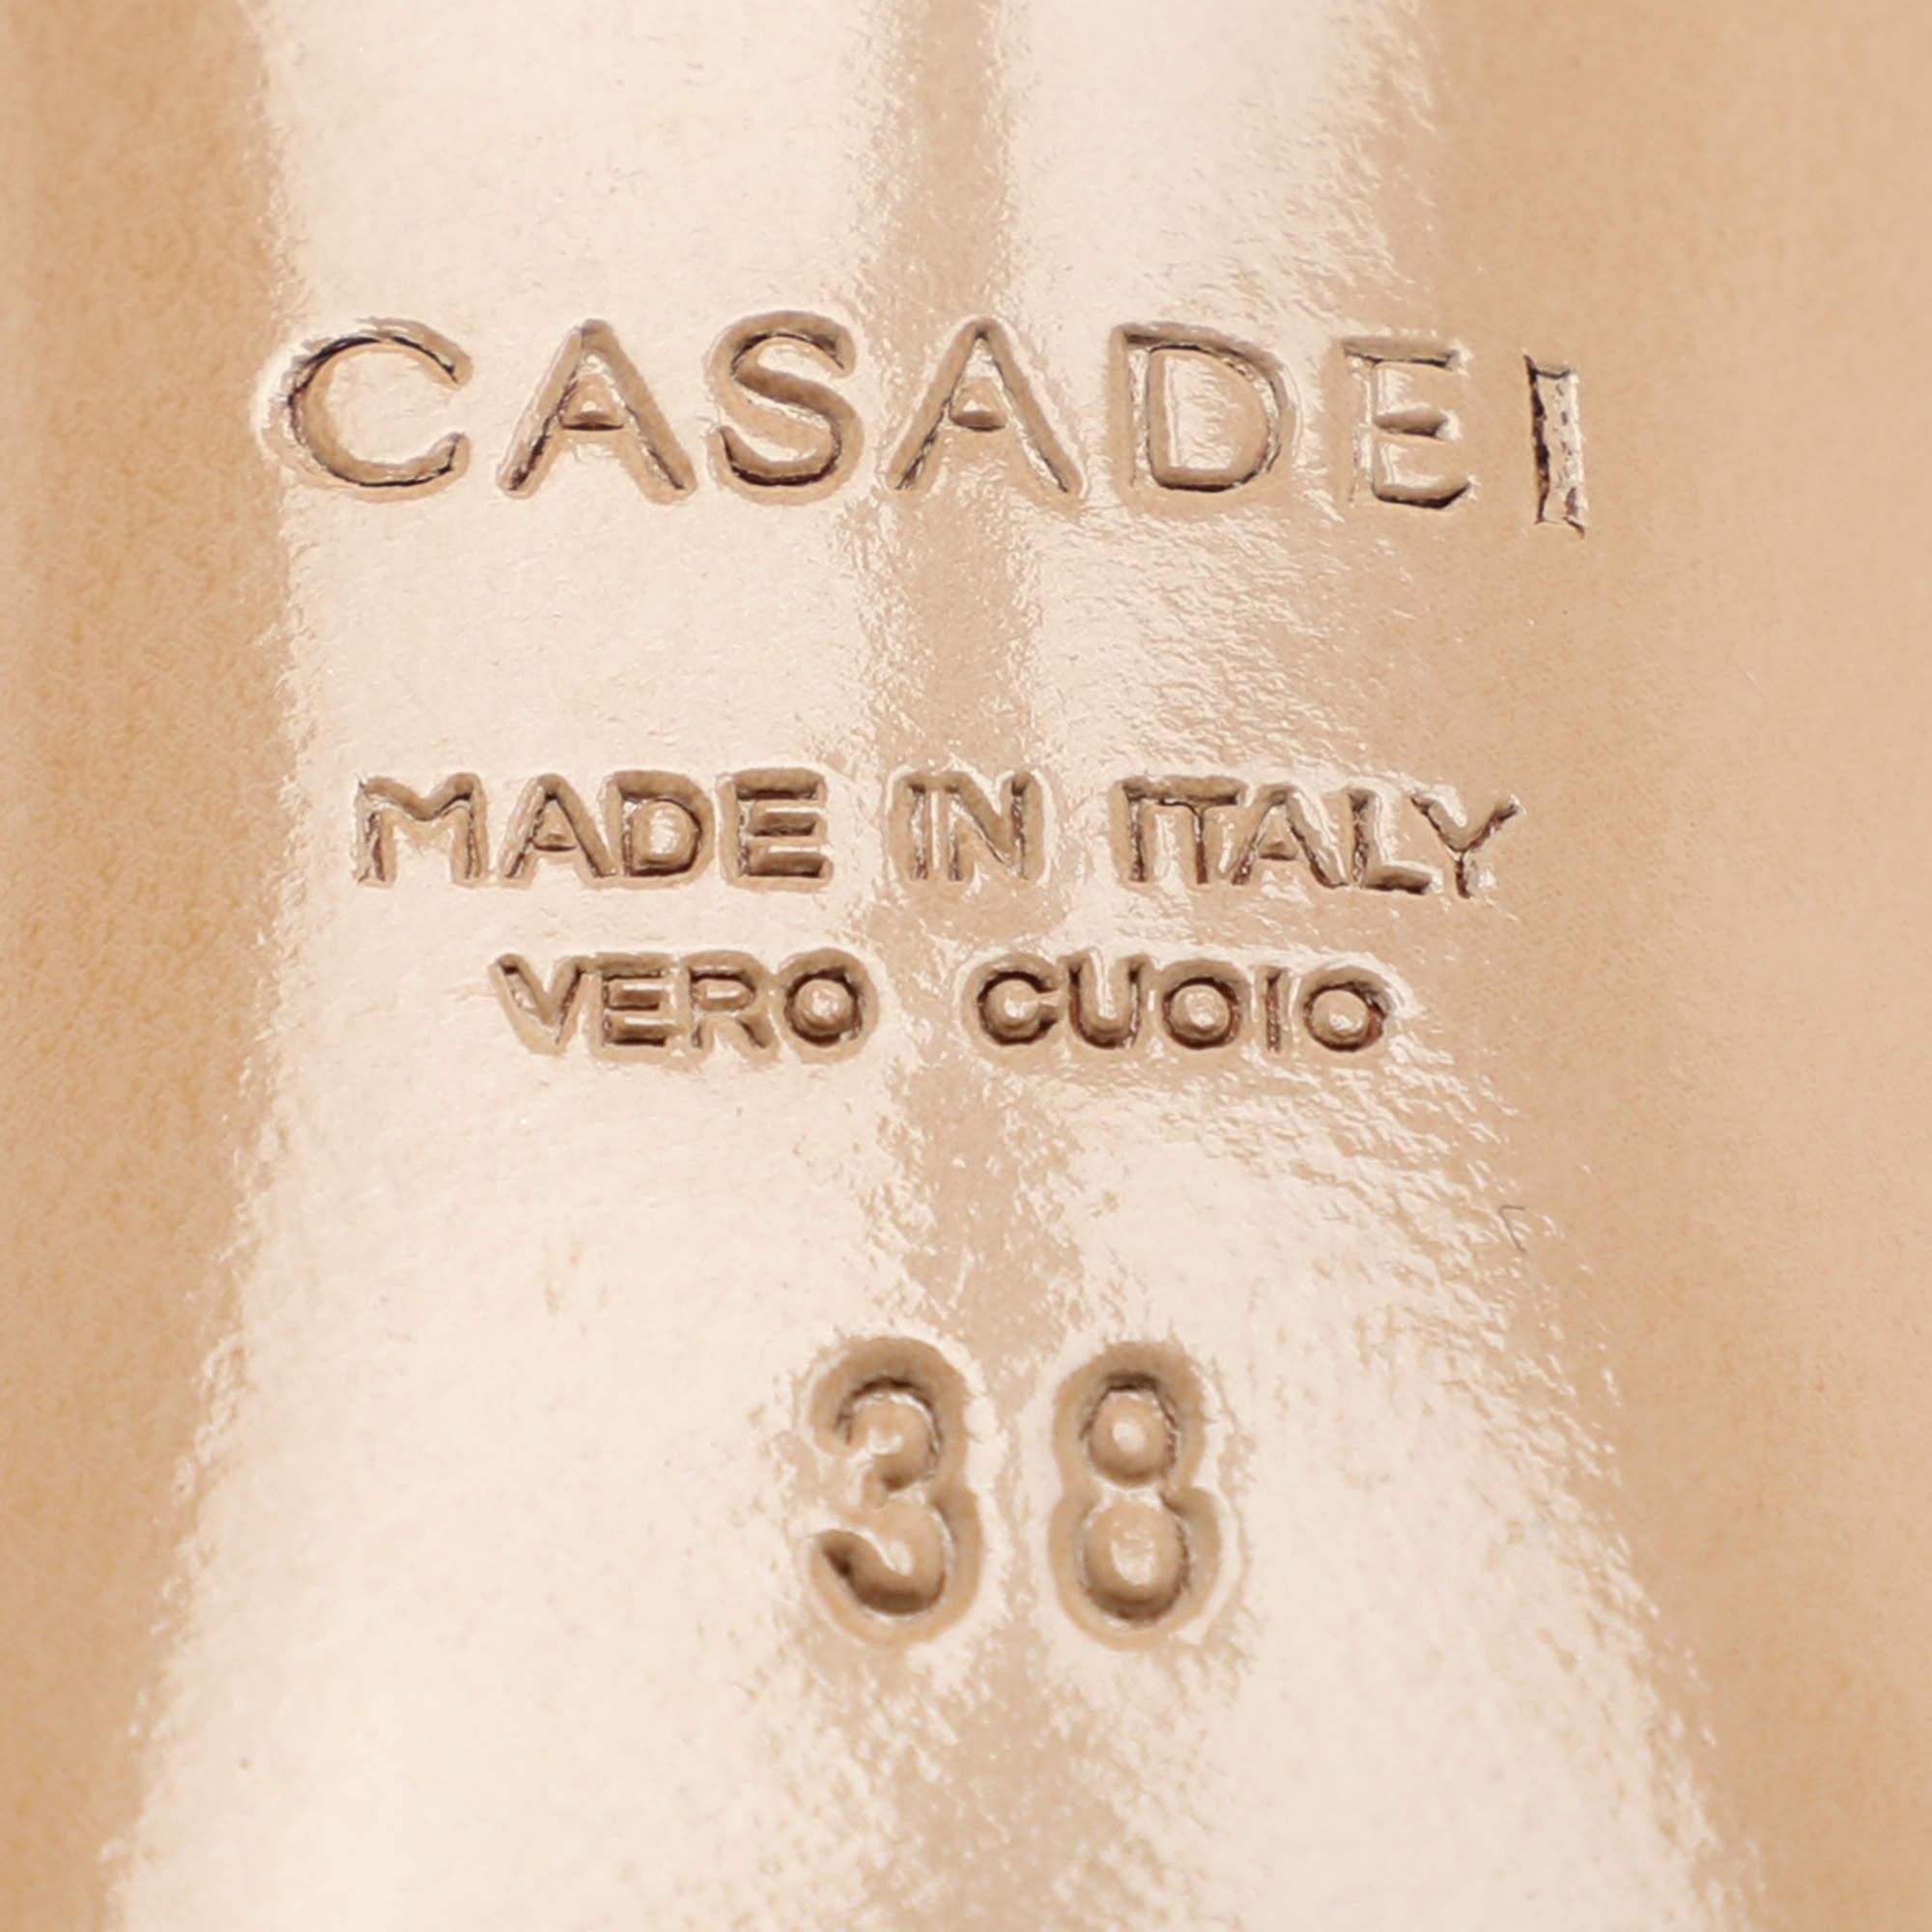 CASADEI
MADE IN ITALY
VERO CUOIO
38